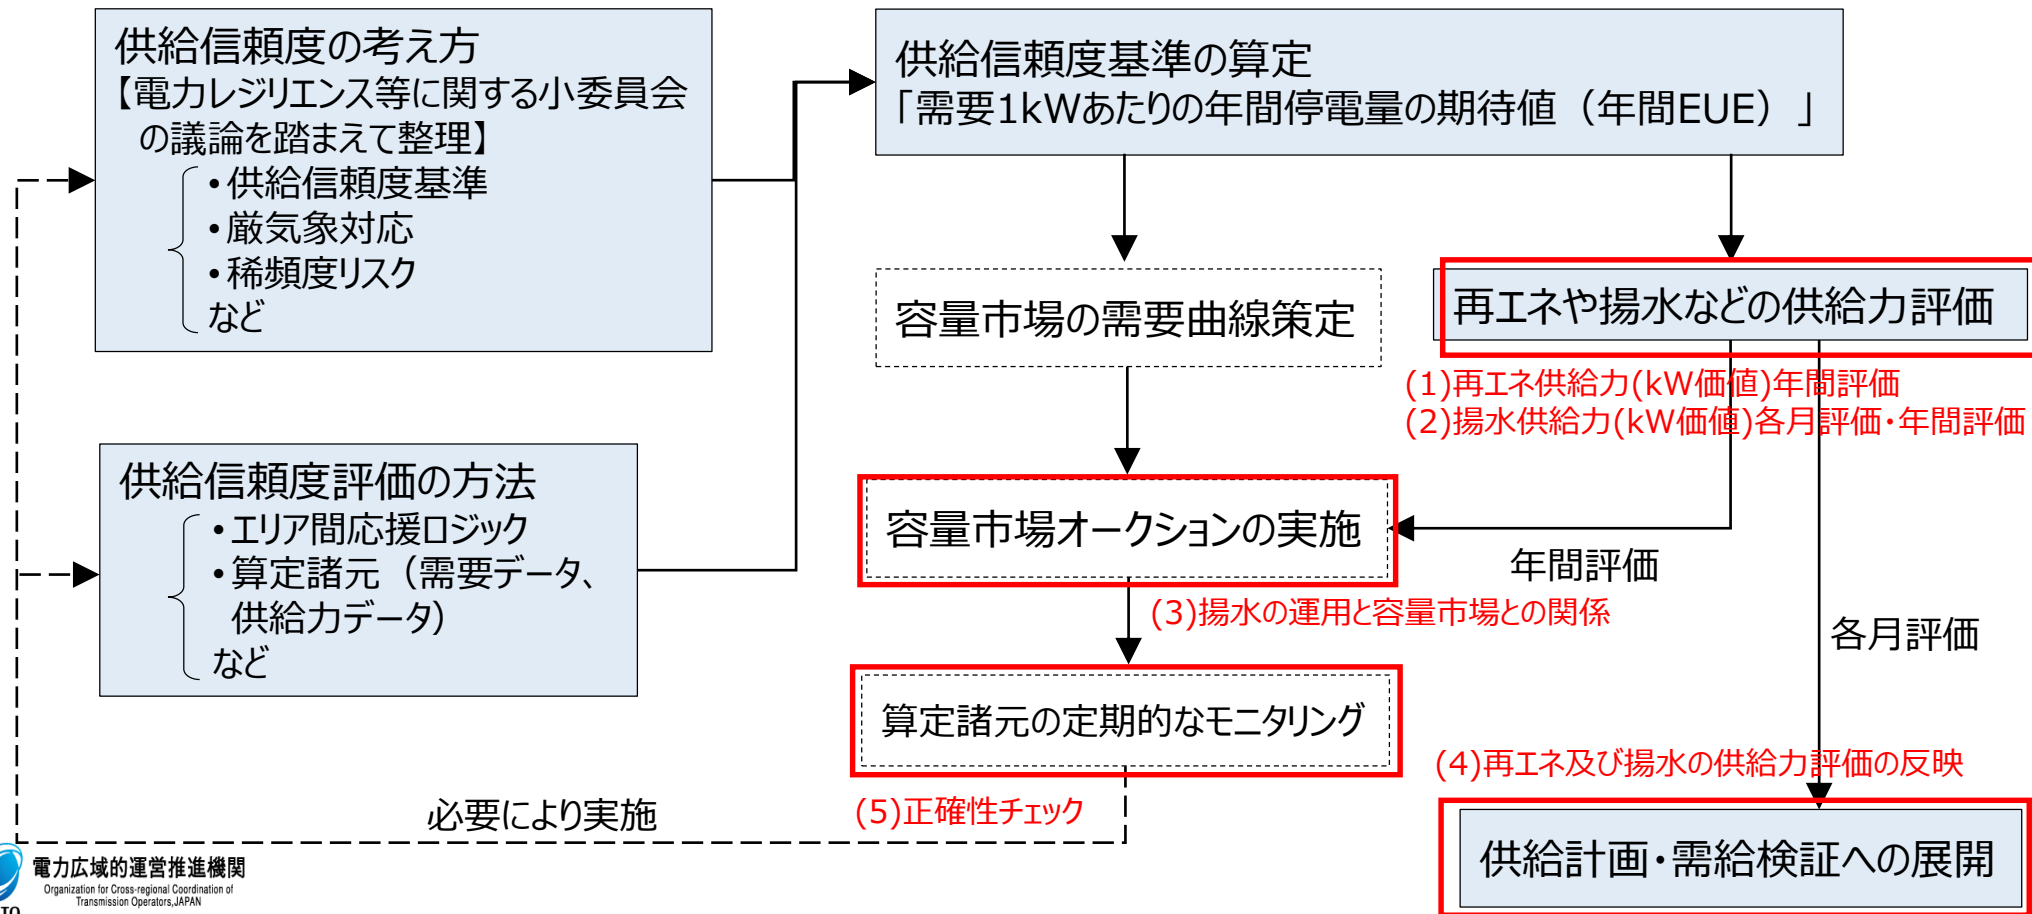 供給信頼度の考え方
【電力レジリエンス等に関する小委員会
の議論を踏まえて整理】
・供給信頼度基準
・厳気象対応
・稀頻度リスク
など
供給信頼度評価の方法
・エリア間応援ロジック
・算定諸元（需要データ、
供給力データ）
など
供給信頼度基準の算定
「需要1kWあたりの年間停電量の期待値（年間EUE）」
容量市場の需要曲線策定
再エネや揚水などの供給力評価
(1)再エネ供給力(kW価値)年間評価
(2)揚水供給力(kW価値)各月評価・年間評価
容量市場オークションの実施
年間評価
(3)揚水の運用と容量市場との関係
各月評価
算定諸元の定期的なモニタリング
(4)再エネ及び揚水の供給力評価の反映
(5)正確性チェック
必要により実施
供給計画・需給検証への展開
電力広域的運営推進機関
Organization for Cross-regional Coordination of
Transmission Operators,JAPAN